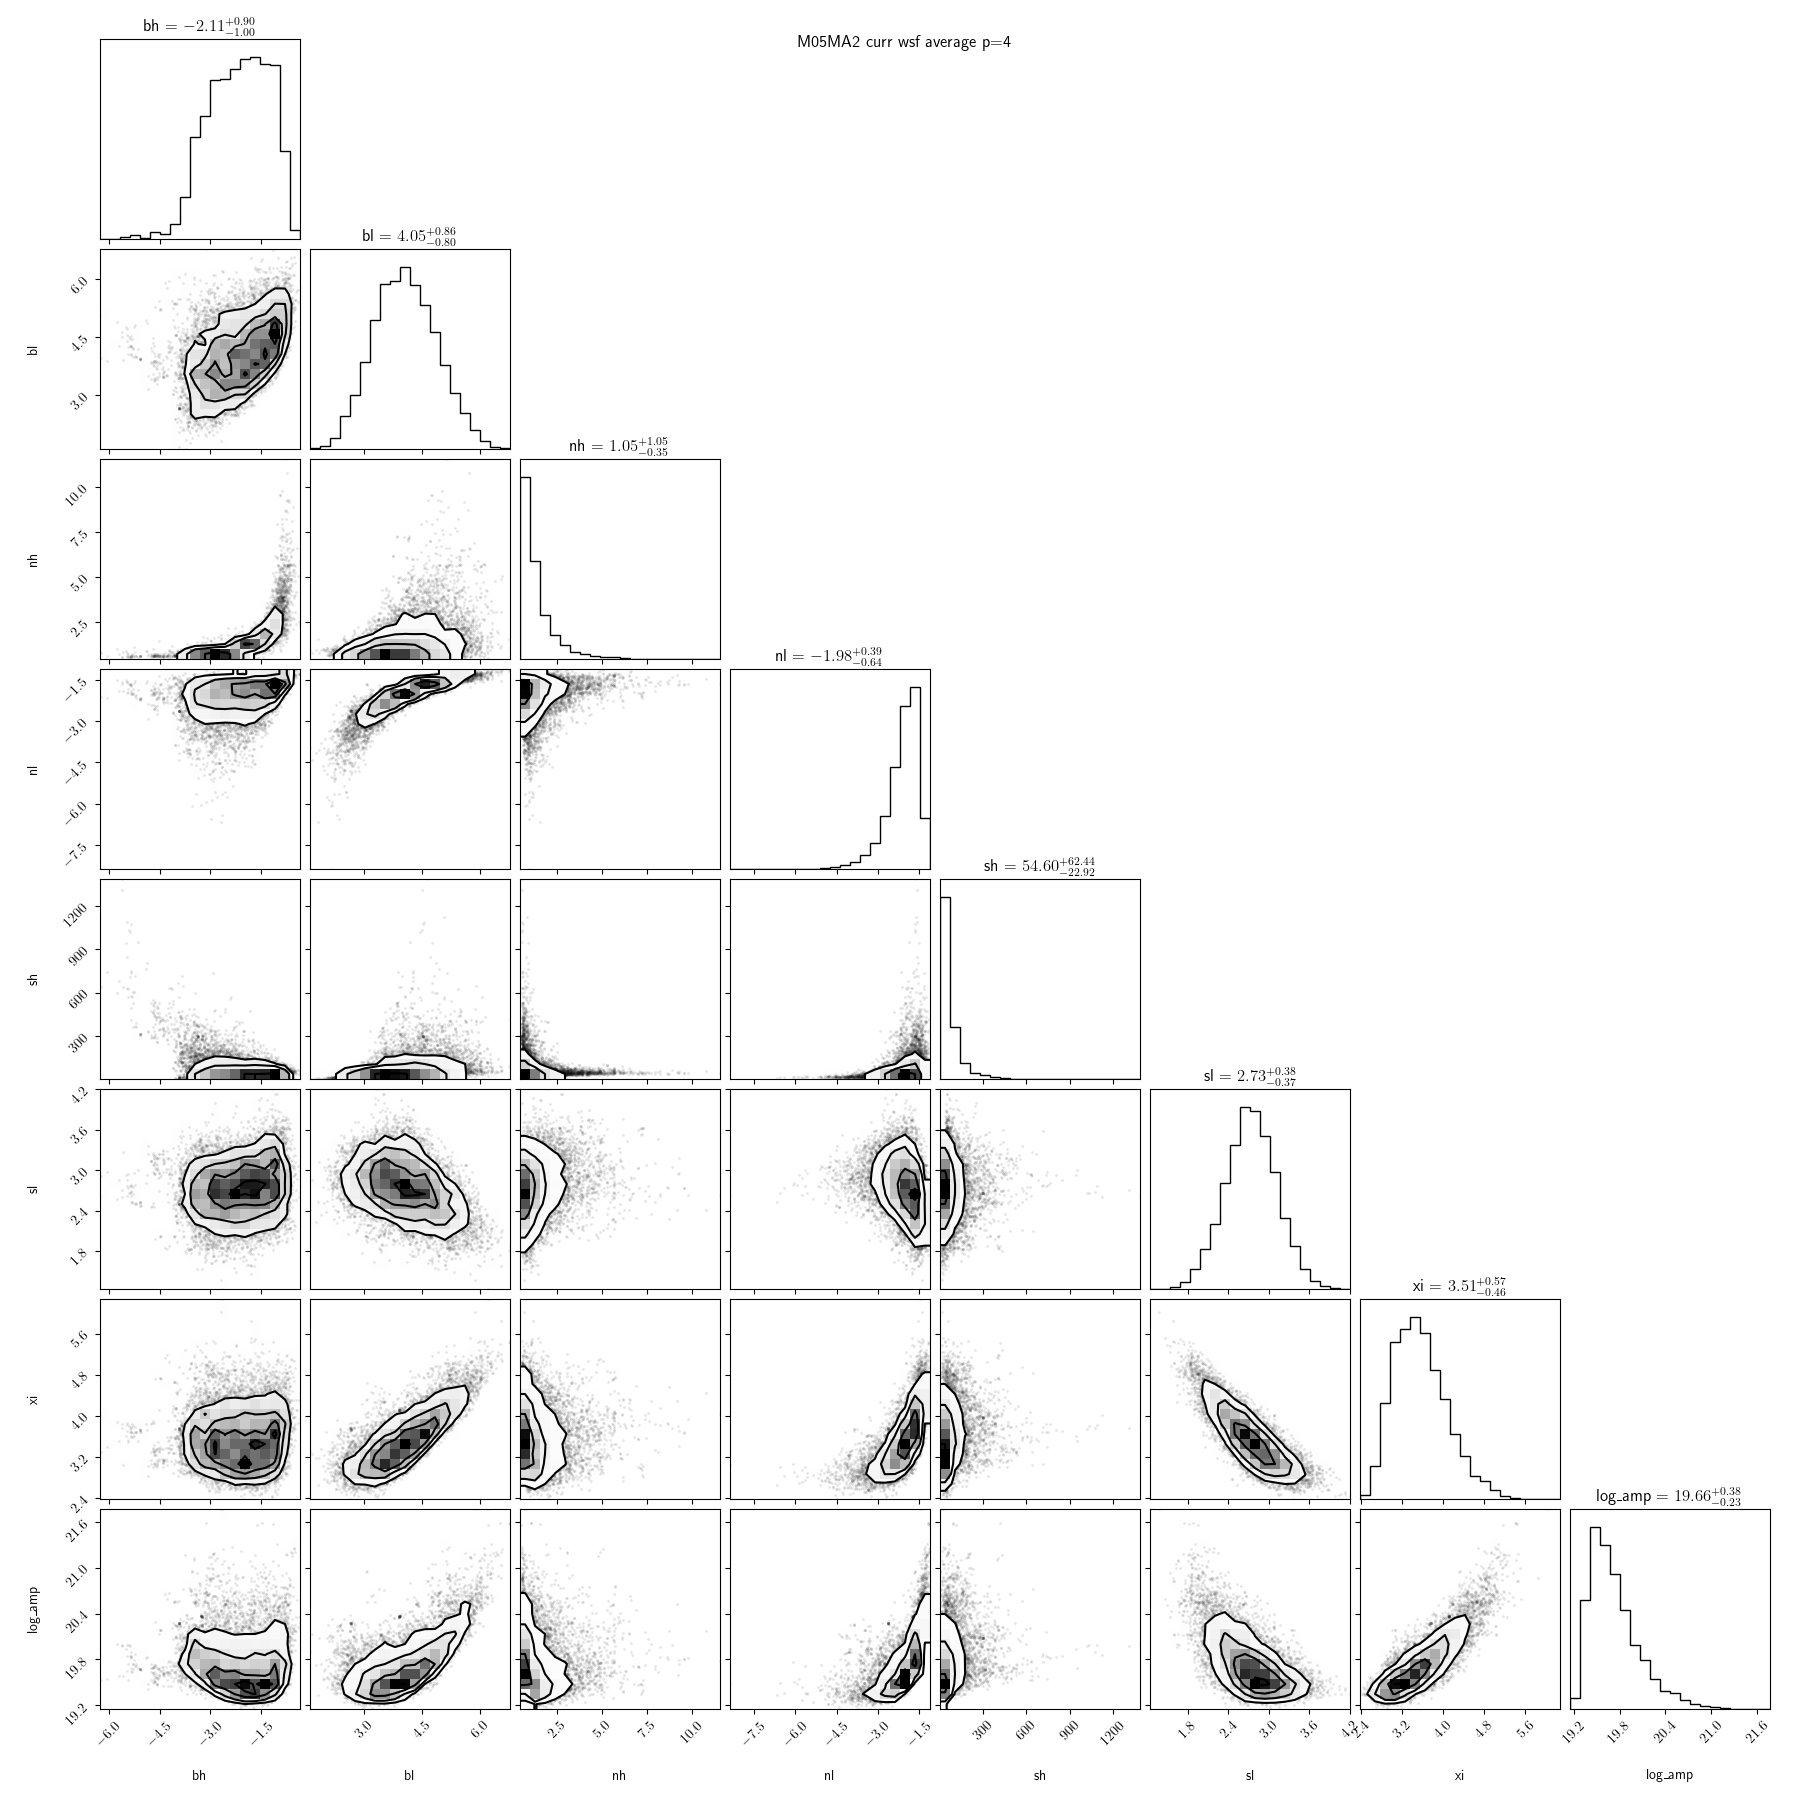 M05MA2 curr wsf average p=4
bh = −2.11+0.90−1.00
bl = 4.05+0.86−0.80
bl
6.0
4.5
3.0
nh = 1.05+1.05−0.35
nh
10.0
7.5
5.0
2.5
nl = −1.98+0.39−0.64
nl
−1.5
−3.0
−4.5
−6.0
−7.5
sh = 54.60+62.44−22.92
sh
1200
900
600
300
sl = 2.73+0.38−0.37
sl
4.2
3.6
3.0
2.4
1.8
xi = 3.51+0.57−0.46
xi
5.6
4.8
4.0
3.2
2.4
log_amp = 19.66+0.38−0.23
log_amp
21.6
21.0
20.4
19.8
19.2
−6.0 −4.5 −3.0 −1.5 3.0 4.5 6.0 2.5 5.0 7.5 10.0 −7.5 −6.0 −4.5 −3.0 −1.5 300 600 900 1200 1.8 2.4 3.0 3.6 4.2 2.4 3.2 4.0 4.8 5.6 19.2 19.8 20.4 21.0 21.6
bh bl nh nl sh sl xi log_amp